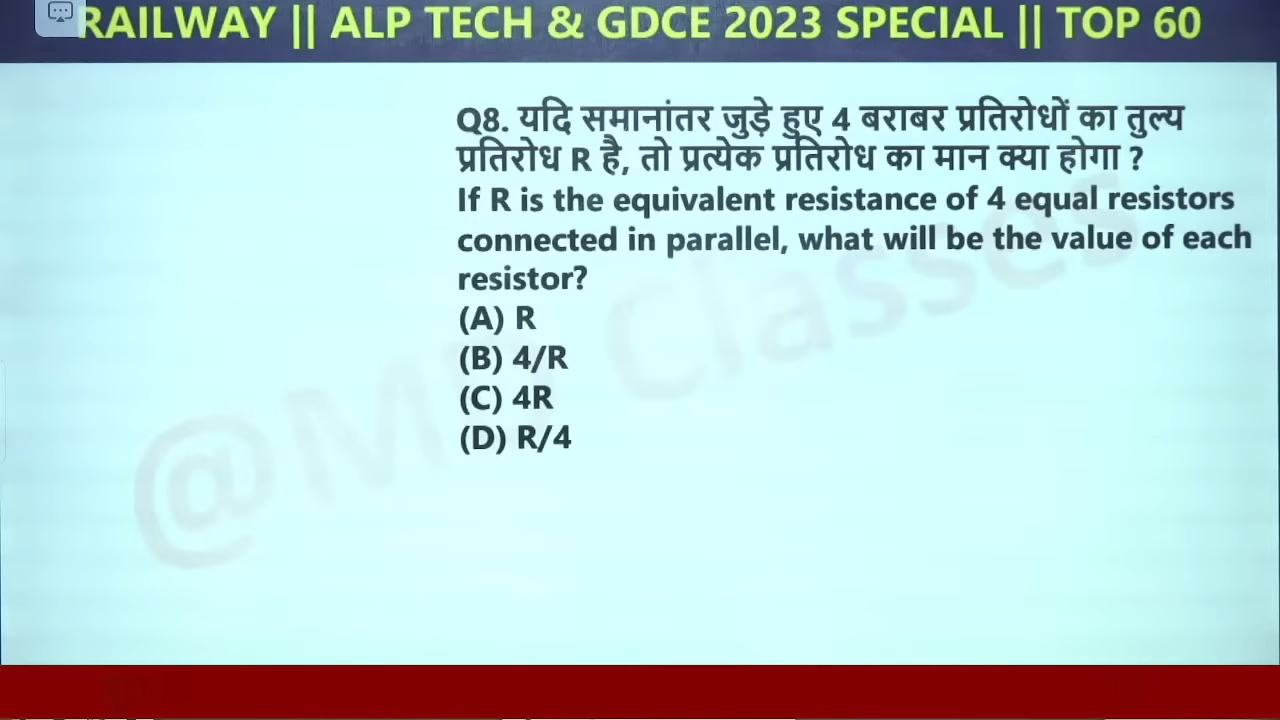 RAILWAY || ALP TECH & GDCE 2023 SPECIAL || TOP 60
Q8. यदि समानांतर जुड़े हुए 4 बराबर प्रतिरोधों का तुल्य
प्रतिरोध R है, तो प्रत्येक प्रतिरोध का मान क्या होगा ?
If R is the equivalent resistance of 4 equal resistors
connected in parallel, what will be the value of each
resistor?
(A) R
(B) 4/R
(C) 4R
(D) R/4